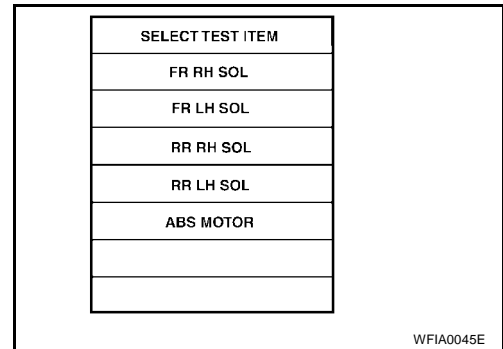 SELECT TEST ITEM
FR RH SOL
FR LH SOL
RR RH SOL
RR LH SOL
ABS MOTOR
WFIA0045E